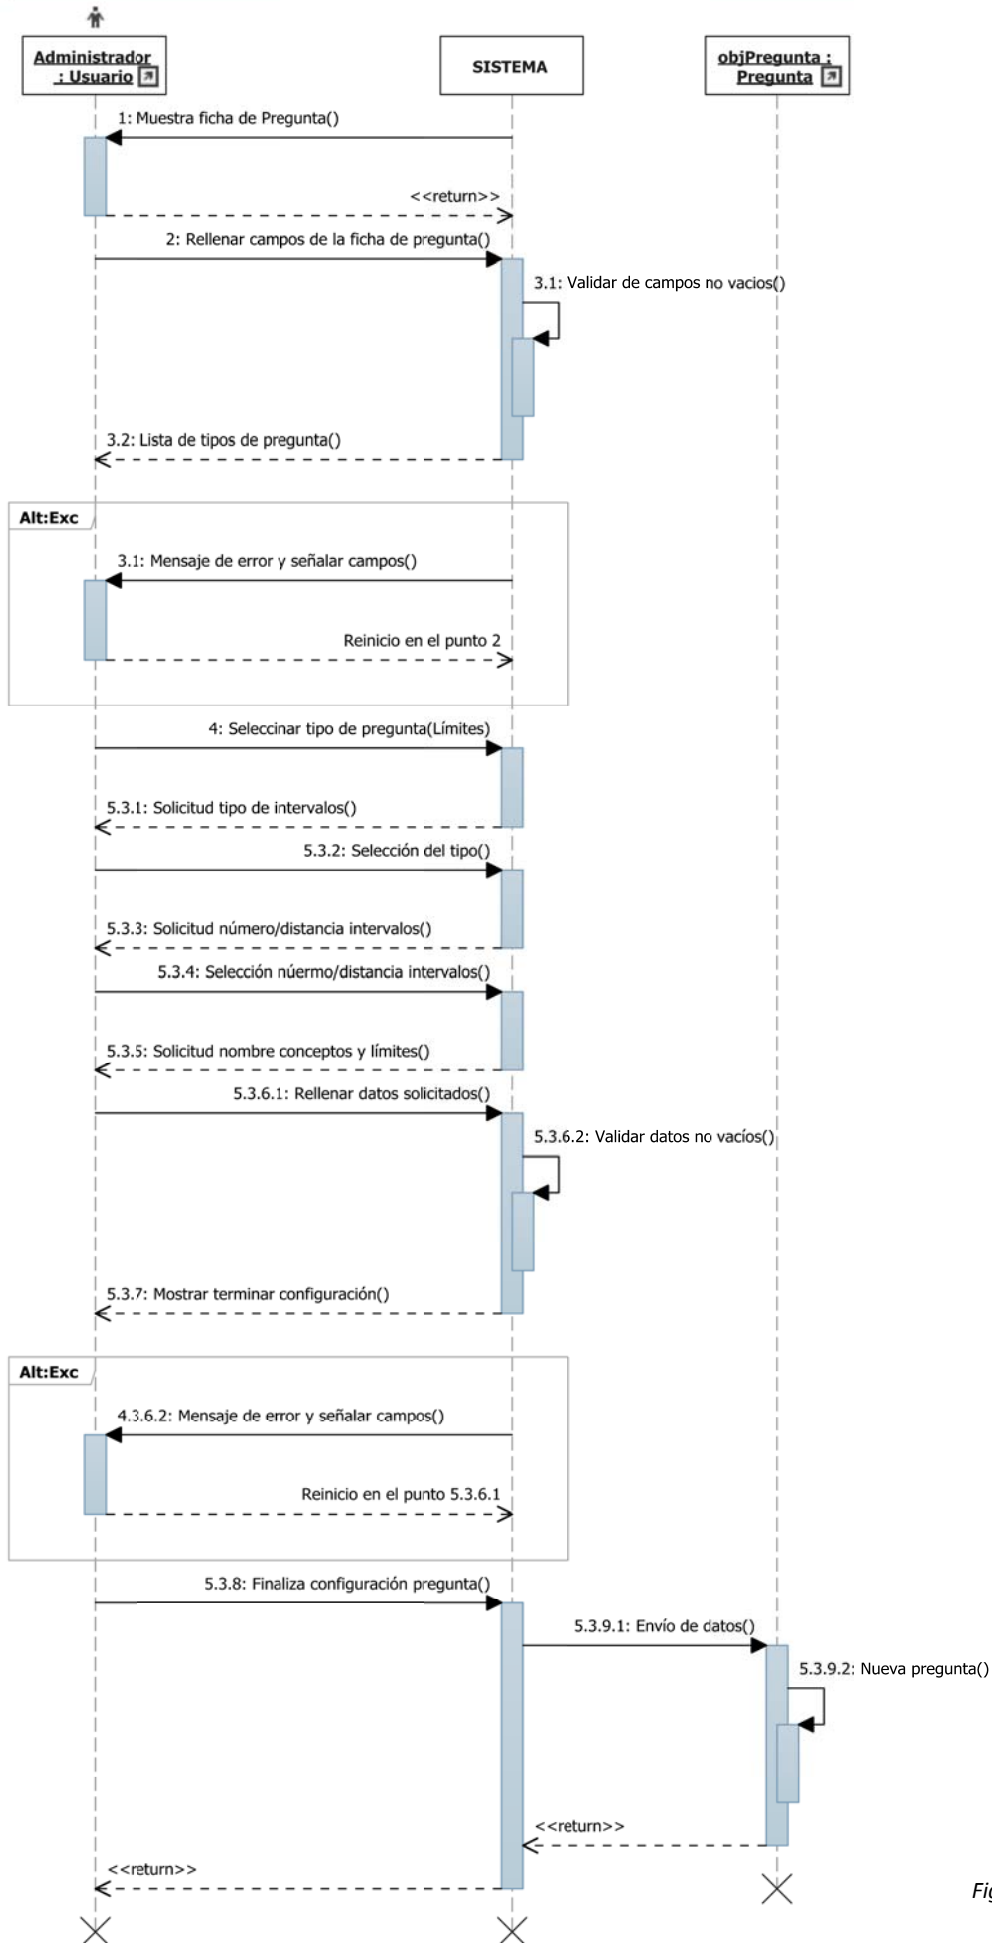 Administrador
: Usuario
SISTEMA
objPregunta :
Pregunta
1: Muestra ficha de Pregunta()
<<return>>
2: Rellenar campos de la ficha de pregunta()
3.1: Validar de campos no vacios()
3.2: Lista de tipos de pregunta()
Alt:Exc
3.1: Mensaje de error y señalar campos()
Reinicio en el punto 2
4: Seleccinar tipo de pregunta(Límites)
5.3.1: Solicitud tipo de intervalos()
5.3.2: Selección del tipo()
5.3.3: Solicitud número/distancia intervalos()
5.3.4: Selección núermo/distancia intervalos()
5.3.5: Solicitud nombre conceptos y límites()
5.3.6.1: Rellenar datos solicitados()
5.3.6.2: Validar datos no vacíos()
5.3.7: Mostrar terminar configuración()
Alt:Exc
4.3.6.2: Mensaje de error y señalar campos()
Reinicio en el punto 5.3.6.1
5.3.8: Finaliza configuración pregunta()
5.3.9.1: Envío de datos()
5.3.9.2: Nueva pregunta()
<<return>>
<<return>>
Fig